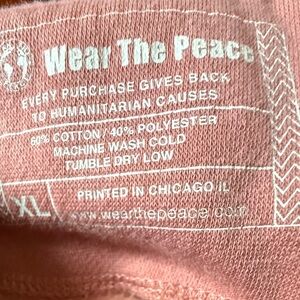 Wear The Peace
EVERY PURCHASE GIVES BACK
TO HUMANITARIAN CAUSES
60% COTTON / 40% POLYESTER
MACHINE WASH COLD
TUMBLE DRY LOW
XL
PRINTED IN CHICAGO IL
www.wearthepeace.com